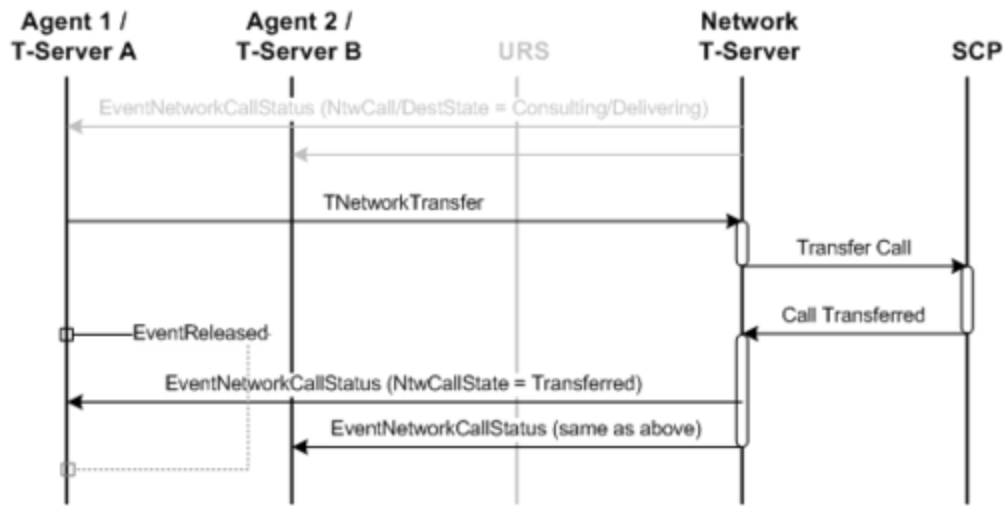 Agent 1 /
T-Server A
Agent 2 /
T-Server B
URS
Network
T-Server
SCP
EventNetworkCallStatus (NtwCall/DestState = Consulting/Delivering)
TNetworkTransfer
Transfer Call
Call Transferred
EventReleased
EventNetworkCallStatus (NtwCallState = Transferred)
EventNetworkCallStatus (same as above)